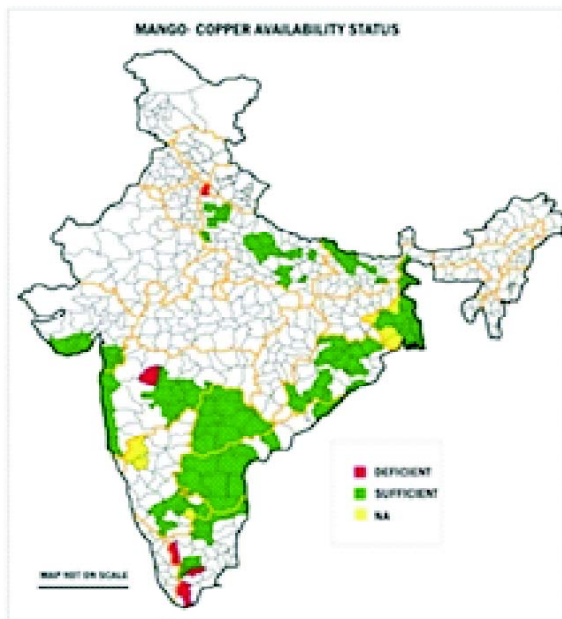 MANGO- COPPER AVAILABILITY STATUS
DEFICIENT
SUFFICIENT
NA
MAP NOT ON SCALE